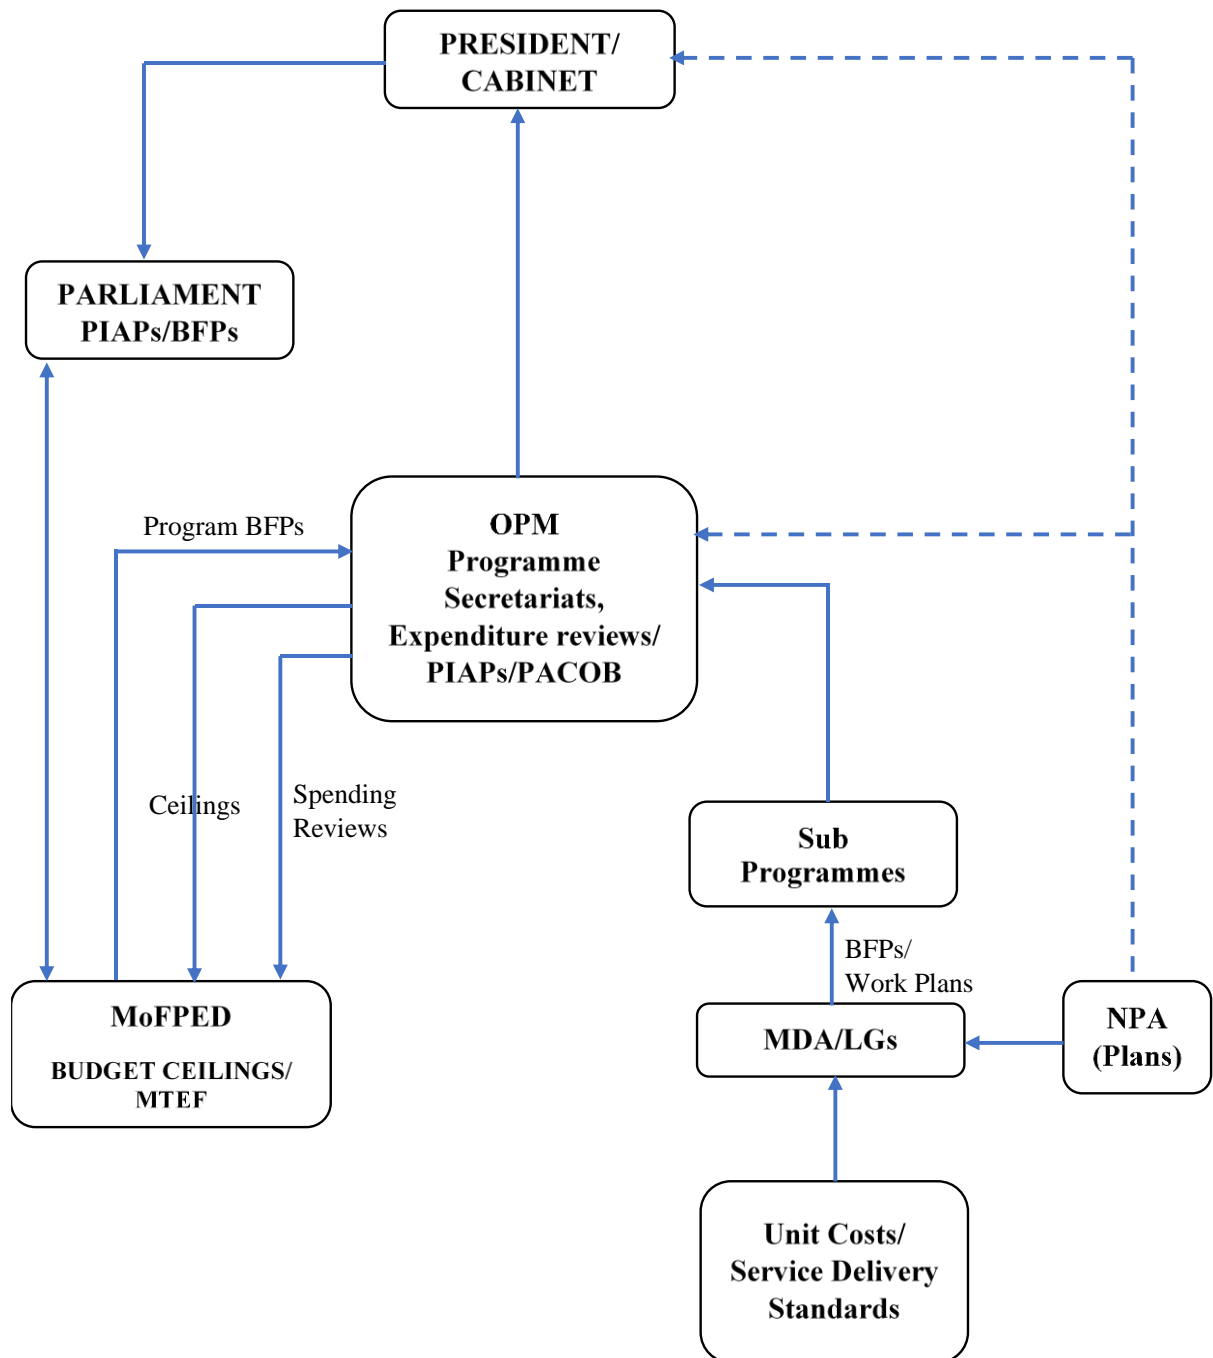 PRESIDENT/
CABINET
PARLIAMENT
PIAPs/BFPs
Program BFPs
OPM
Programme
Secretariats,
Expenditure reviews/
PIAPs/PACOB
Ceilings
Spending
Reviews
Sub
Programmes
BFPs/
Work Plans
MoFPED
BUDGET CEILINGS/
MTEF
MDA/LGs
NPA
(Plans)
Unit Costs/
Service Delivery
Standards